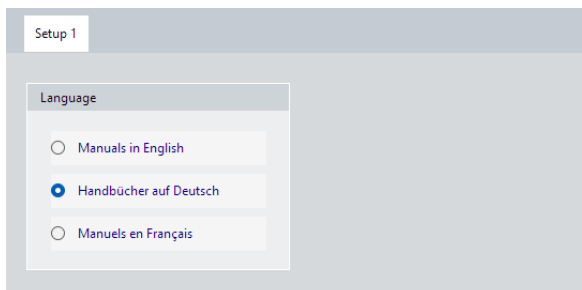 Setup 1
Language
Manuals in English
Handbücher auf Deutsch
Manuels en Français